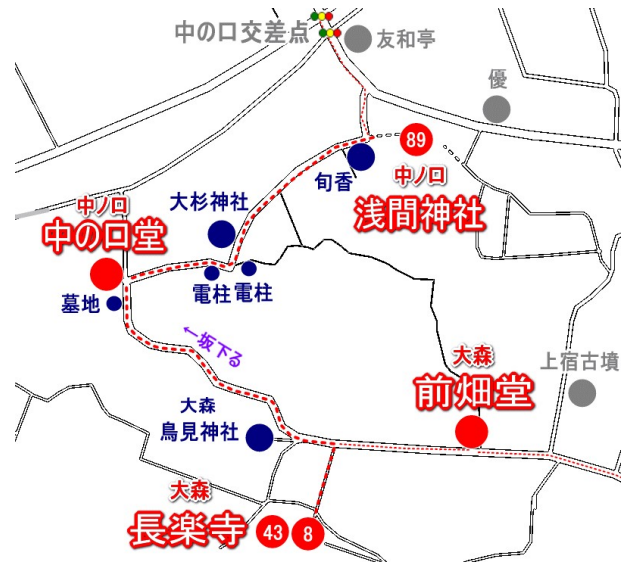 中の口交差点
友和亭
優
89
中ノ口
浅間神社
旬香
大杉神社
中ノ口
中の口堂
電柱
電柱
墓地
←坂下る
大森
前畑堂
上宿古墳
大森
鳥見神社
大森
長楽寺
43
8